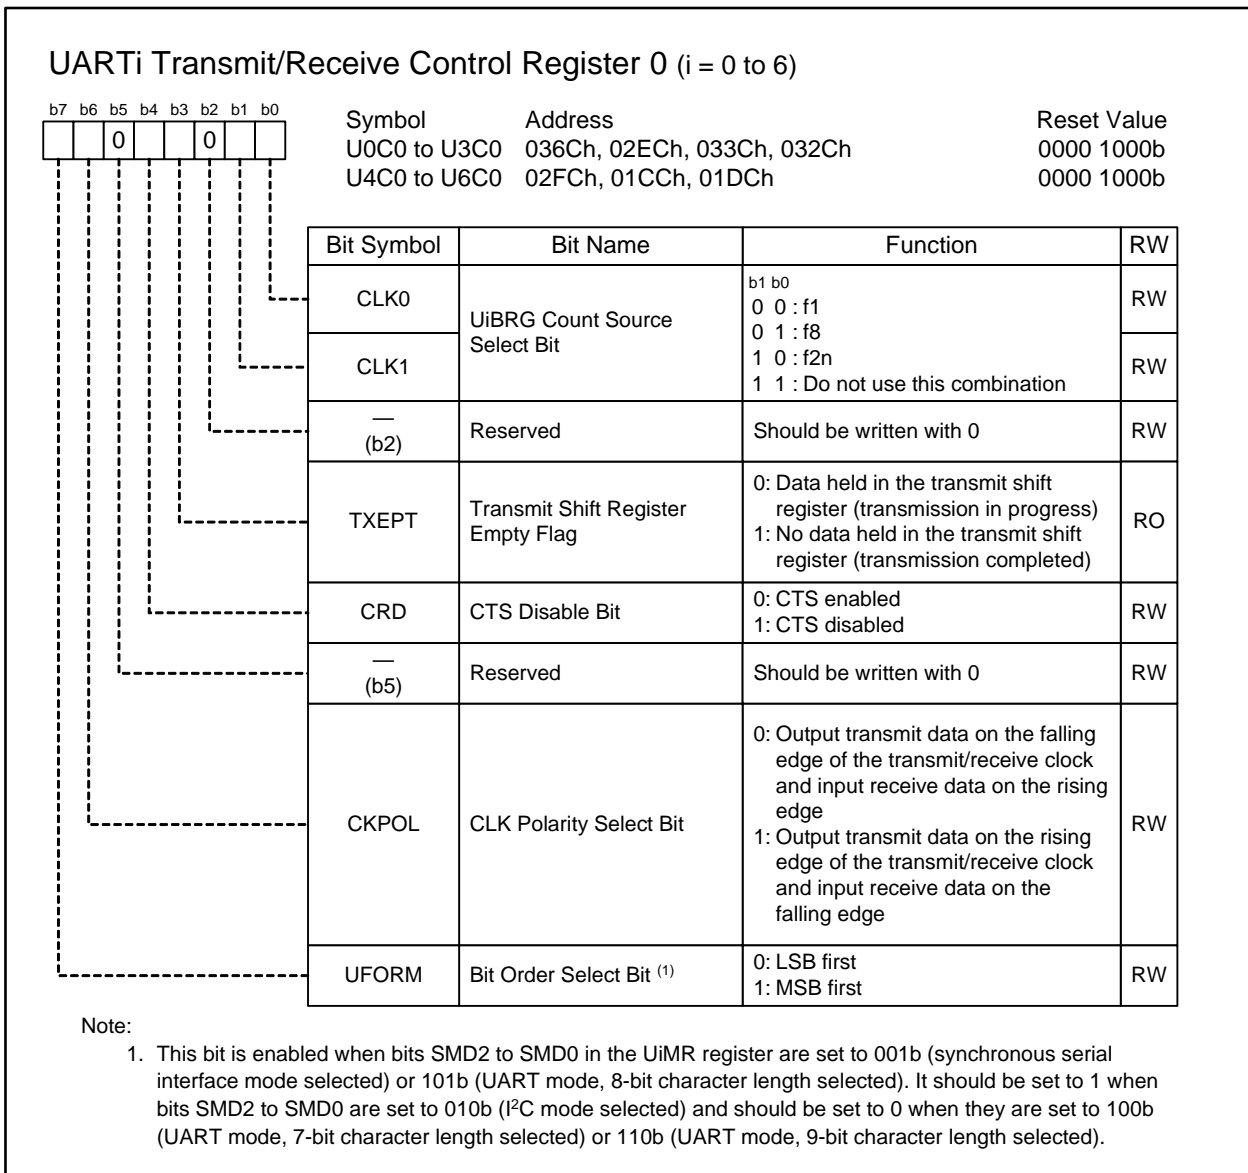 UARTi Transmit/Receive Control Register 0 (i = 0 to 6)
b7 b6 b5 b4 b3 b2 b1 b0
0 0
Symbol Address Reset Value
U0C0 to U3C0 036Ch, 02ECh, 033Ch, 032Ch 0000 1000b
U4C0 to U6C0 02FCh, 01CCh, 01DCh 0000 1000b
Bit Symbol Bit Name Function RW
CLK0 RW
CLK1 RW
UiBRG Count Source
Select Bit
b1 b0
0 0 : f1
0 1 : f8
1 0 : f2n
1 1 : Do not use this combination
—
(b2) Reserved Should be written with 0 RW
TXEPT
Transmit Shift Register
Empty Flag
0: Data held in the transmit shift
register (transmission in progress)
1: No data held in the transmit shift
register (transmission completed)
RO
CRD CTS Disable Bit
0: CTS enabled
1: CTS disabled
RW
—
(b5) Reserved Should be written with 0 RW
CKPOL CLK Polarity Select Bit
0: Output transmit data on the falling
edge of the transmit/receive clock
and input receive data on the rising
edge
1: Output transmit data on the rising
edge of the transmit/receive clock
and input receive data on the
falling edge
RW
UFORM Bit Order Select Bit (1)
0: LSB first
1: MSB first
RW
Note:
1. This bit is enabled when bits SMD2 to SMD0 in the UiMR register are set to 001b (synchronous serial
interface mode selected) or 101b (UART mode, 8-bit character length selected). It should be set to 1 when
bits SMD2 to SMD0 are set to 010b (I²C mode selected) and should be set to 0 when they are set to 100b
(UART mode, 7-bit character length selected) or 110b (UART mode, 9-bit character length selected).